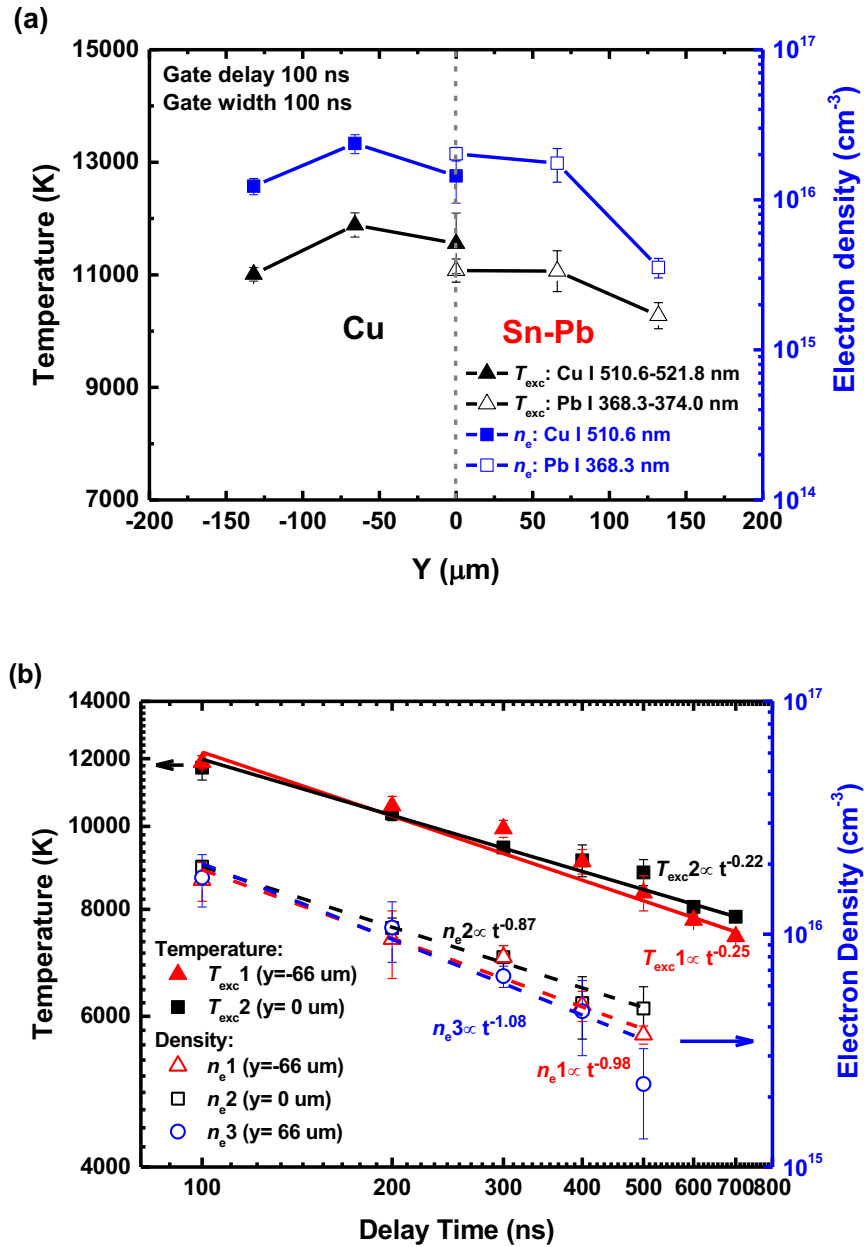 (a)
Gate delay 100 ns
Gate width 100 ns
Cu
Sn-Pb
T_exc: Cu I 510.6-521.8 nm
T_exc: Pb I 368.3-374.0 nm
n_e: Cu I 510.6 nm
n_e: Pb I 368.3 nm
Temperature (K)
15000
13000
11000
9000
7000
Electron density (cm⁻³)
10¹⁷
10¹⁶
10¹⁵
10¹⁴
-200 -150 -100 -50 0 50 100 150 200
Y (μm)
(b)
Temperature (K)
14000
12000
10000
8000
6000
4000
Electron Density (cm⁻³)
10¹⁷
10¹⁶
10¹⁵
T_exc2∝ t^-0.22
n_e2∝ t^-0.87
T_exc1∝ t^-0.25
n_e3∝ t^-1.08
n_e1∝ t^-0.98
Temperature:
T_exc1 (y=-66 um)
T_exc2 (y= 0 um)
Density:
n_e1 (y=-66 um)
n_e2 (y= 0 um)
n_e3 (y= 66 um)
100 200 300 400 500 600 700 800
Delay Time (ns)